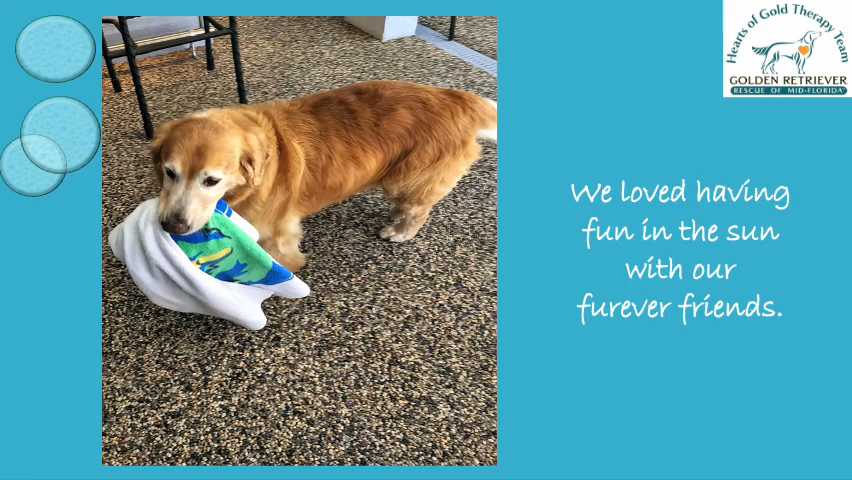 Hearts of Gold Therapy Team
GOLDEN RETRIEVER
RESCUE OF MID-FLORIDA
We loved having
fun in the sun
with our
furever friends.